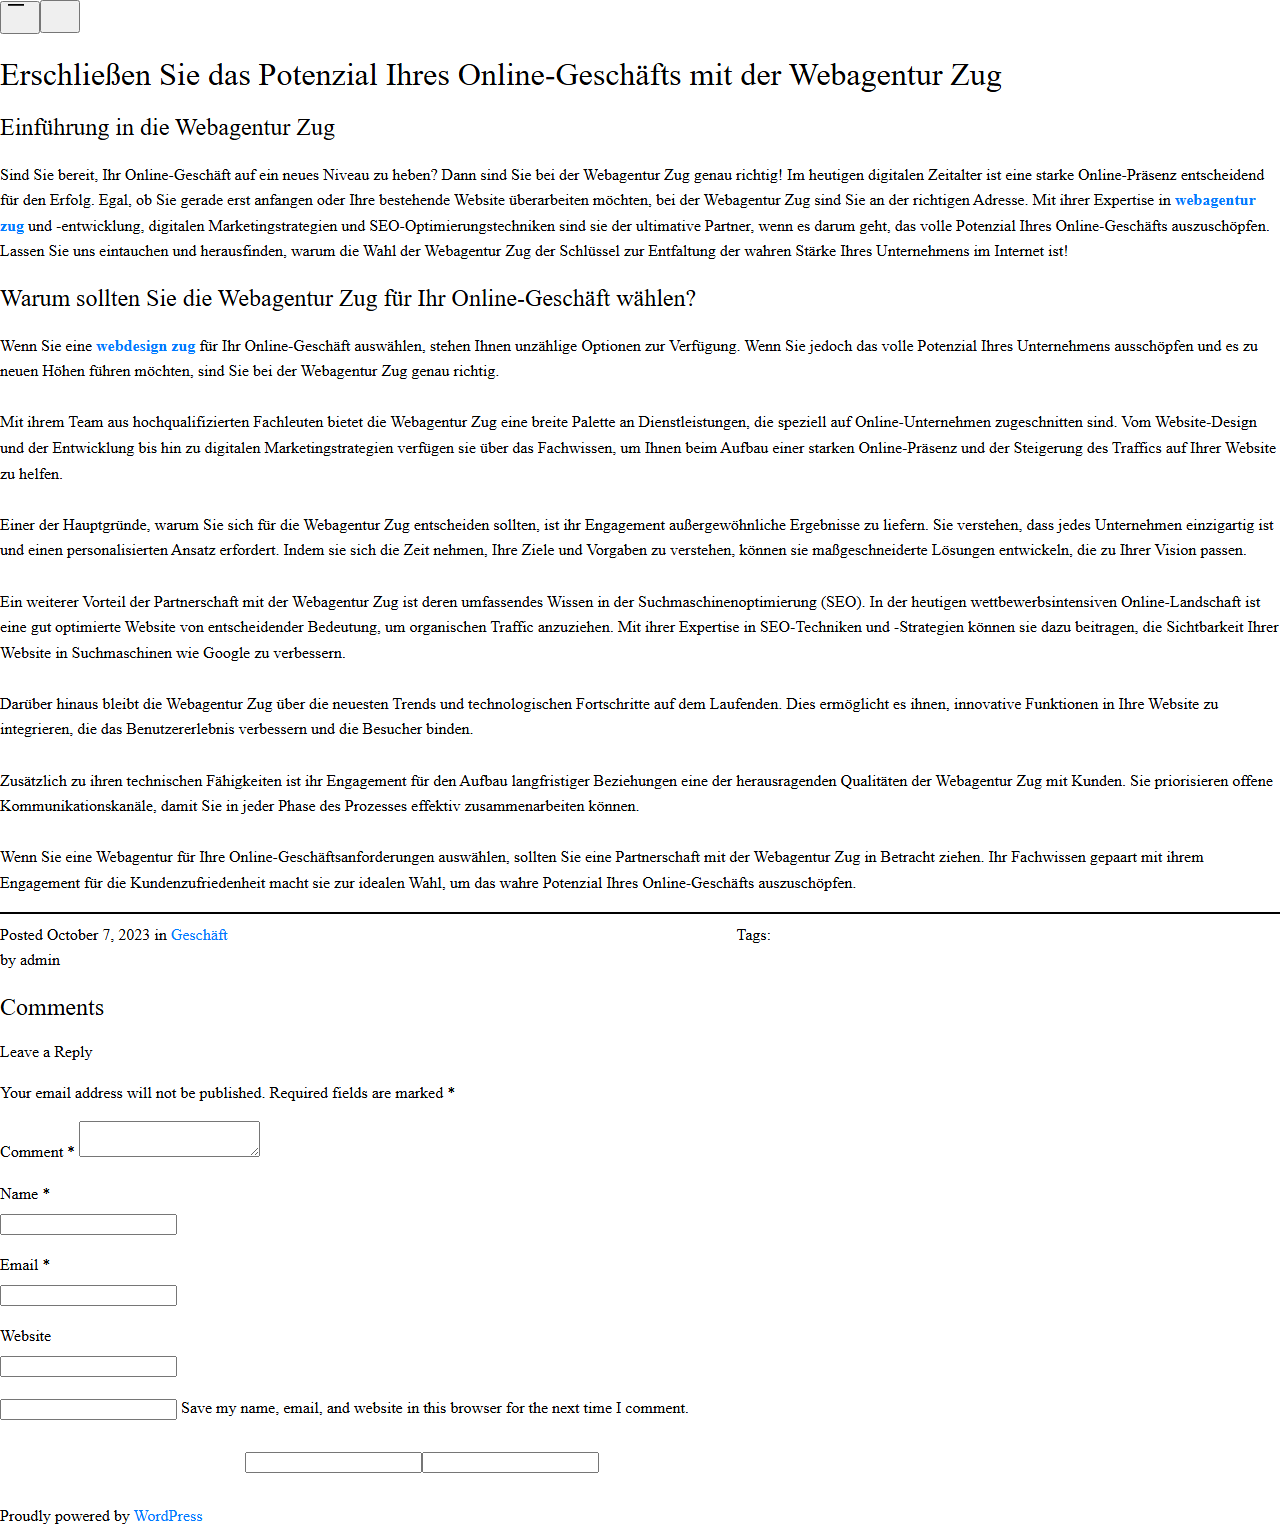 Erschließen Sie das Potenzial Ihres Online-Geschäfts mit der Webagentur Zug
Einführung in die Webagentur Zug
Sind Sie bereit, Ihr Online-Geschäft auf ein neues Niveau zu heben? Dann sind Sie bei der Webagentur Zug genau richtig! Im heutigen digitalen Zeitalter ist eine starke Online-Präsenz entscheidend
für den Erfolg. Egal, ob Sie gerade erst anfangen oder Ihre bestehende Website überarbeiten möchten, bei der Webagentur Zug sind Sie an der richtigen Adresse. Mit ihrer Expertise in webagentur
zug und -entwicklung, digitalen Marketingstrategien und SEO-Optimierungstechniken sind sie der ultimative Partner, wenn es darum geht, das volle Potenzial Ihres Online-Geschäfts auszuschöpfen.
Lassen Sie uns eintauchen und herausfinden, warum die Wahl der Webagentur Zug der Schlüssel zur Entfaltung der wahren Stärke Ihres Unternehmens im Internet ist!
Warum sollten Sie die Webagentur Zug für Ihr Online-Geschäft wählen?
Wenn Sie eine webdesign zug für Ihr Online-Geschäft auswählen, stehen Ihnen unzählige Optionen zur Verfügung. Wenn Sie jedoch das volle Potenzial Ihres Unternehmens ausschöpfen und es zu
neuen Höhen führen möchten, sind Sie bei der Webagentur Zug genau richtig.
Mit ihrem Team aus hochqualifizierten Fachleuten bietet die Webagentur Zug eine breite Palette an Dienstleistungen, die speziell auf Online-Unternehmen zugeschnitten sind. Vom Website-Design
und der Entwicklung bis hin zu digitalen Marketingstrategien verfügen sie über das Fachwissen, um Ihnen beim Aufbau einer starken Online-Präsenz und der Steigerung des Traffics auf Ihrer Website
zu helfen.
Einer der Hauptgründe, warum Sie sich für die Webagentur Zug entscheiden sollten, ist ihr Engagement außergewöhnliche Ergebnisse zu liefern. Sie verstehen, dass jedes Unternehmen einzigartig ist
und einen personalisierten Ansatz erfordert. Indem sie sich die Zeit nehmen, Ihre Ziele und Vorgaben zu verstehen, können sie maßgeschneiderte Lösungen entwickeln, die zu Ihrer Vision passen.
Ein weiterer Vorteil der Partnerschaft mit der Webagentur Zug ist deren umfassendes Wissen in der Suchmaschinenoptimierung (SEO). In der heutigen wettbewerbsintensiven Online-Landschaft ist
eine gut optimierte Website von entscheidender Bedeutung, um organischen Traffic anzuziehen. Mit ihrer Expertise in SEO-Techniken und -Strategien können sie dazu beitragen, die Sichtbarkeit Ihrer
Website in Suchmaschinen wie Google zu verbessern.
Darüber hinaus bleibt die Webagentur Zug über die neuesten Trends und technologischen Fortschritte auf dem Laufenden. Dies ermöglicht es ihnen, innovative Funktionen in Ihre Website zu
integrieren, die das Benutzererlebnis verbessern und die Besucher binden.
Zusätzlich zu ihren technischen Fähigkeiten ist ihr Engagement für den Aufbau langfristiger Beziehungen eine der herausragenden Qualitäten der Webagentur Zug mit Kunden. Sie priorisieren offene
Kommunikationskanäle, damit Sie in jeder Phase des Prozesses effektiv zusammenarbeiten können.
Wenn Sie eine Webagentur für Ihre Online-Geschäftsanforderungen auswählen, sollten Sie eine Partnerschaft mit der Webagentur Zug in Betracht ziehen. Ihr Fachwissen gepaart mit ihrem
Engagement für die Kundenzufriedenheit macht sie zur idealen Wahl, um das wahre Potenzial Ihres Online-Geschäfts auszuschöpfen.
Posted October 7, 2023 in Geschäft
Tags:
by admin
Comments
Leave a Reply
Your email address will not be published. Required fields are marked *
Comment *
Name *
Email *
Website
Save my name, email, and website in this browser for the next time I comment.
Proudly powered by WordPress